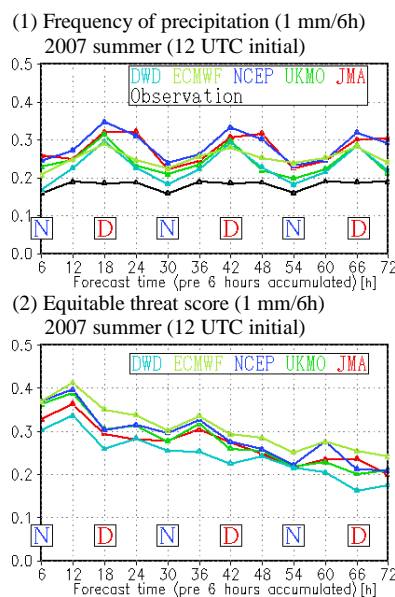 (1) Frequency of precipitation (1 mm/6h)
2007 summer (12 UTC initial)
0.5
DWD ECMWF NCEP UKMO JMA
Observation
0.4
0.3
0.2
0.1
N D N D N D
0.0
6 12 18 24 30 36 42 48 54 60 66 72
Forecast time (pre 6 hours accumulated)[h]
(2) Equitable threat score (1 mm/6h)
2007 summer (12 UTC initial)
0.5
DWD ECMWF NCEP UKMO JMA
0.4
0.3
0.2
0.1
N D N D N D
0.0
6 12 18 24 30 36 42 48 54 60 66 72
Forecast time (pre 6 hours accumulated)[h]